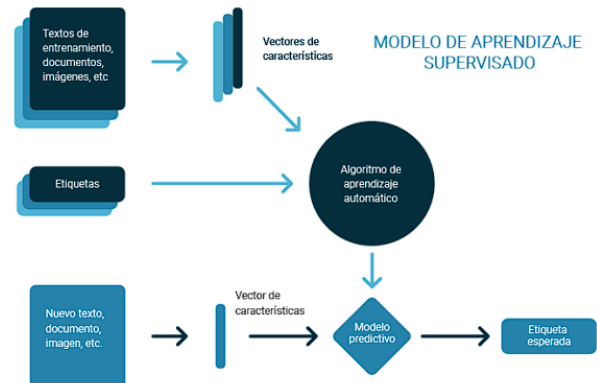 Textos de
entrenamiento,
documentos,
imágenes, etc
Vectores de
características
MODELO DE APRENDIZAJE
SUPERVISADO
Etiquetas
Algoritmo de
aprendizaje
automático
Nuevo texto,
documento,
imagen, etc.
Vector de
características
Modelo
predictivo
Etiqueta
esperada